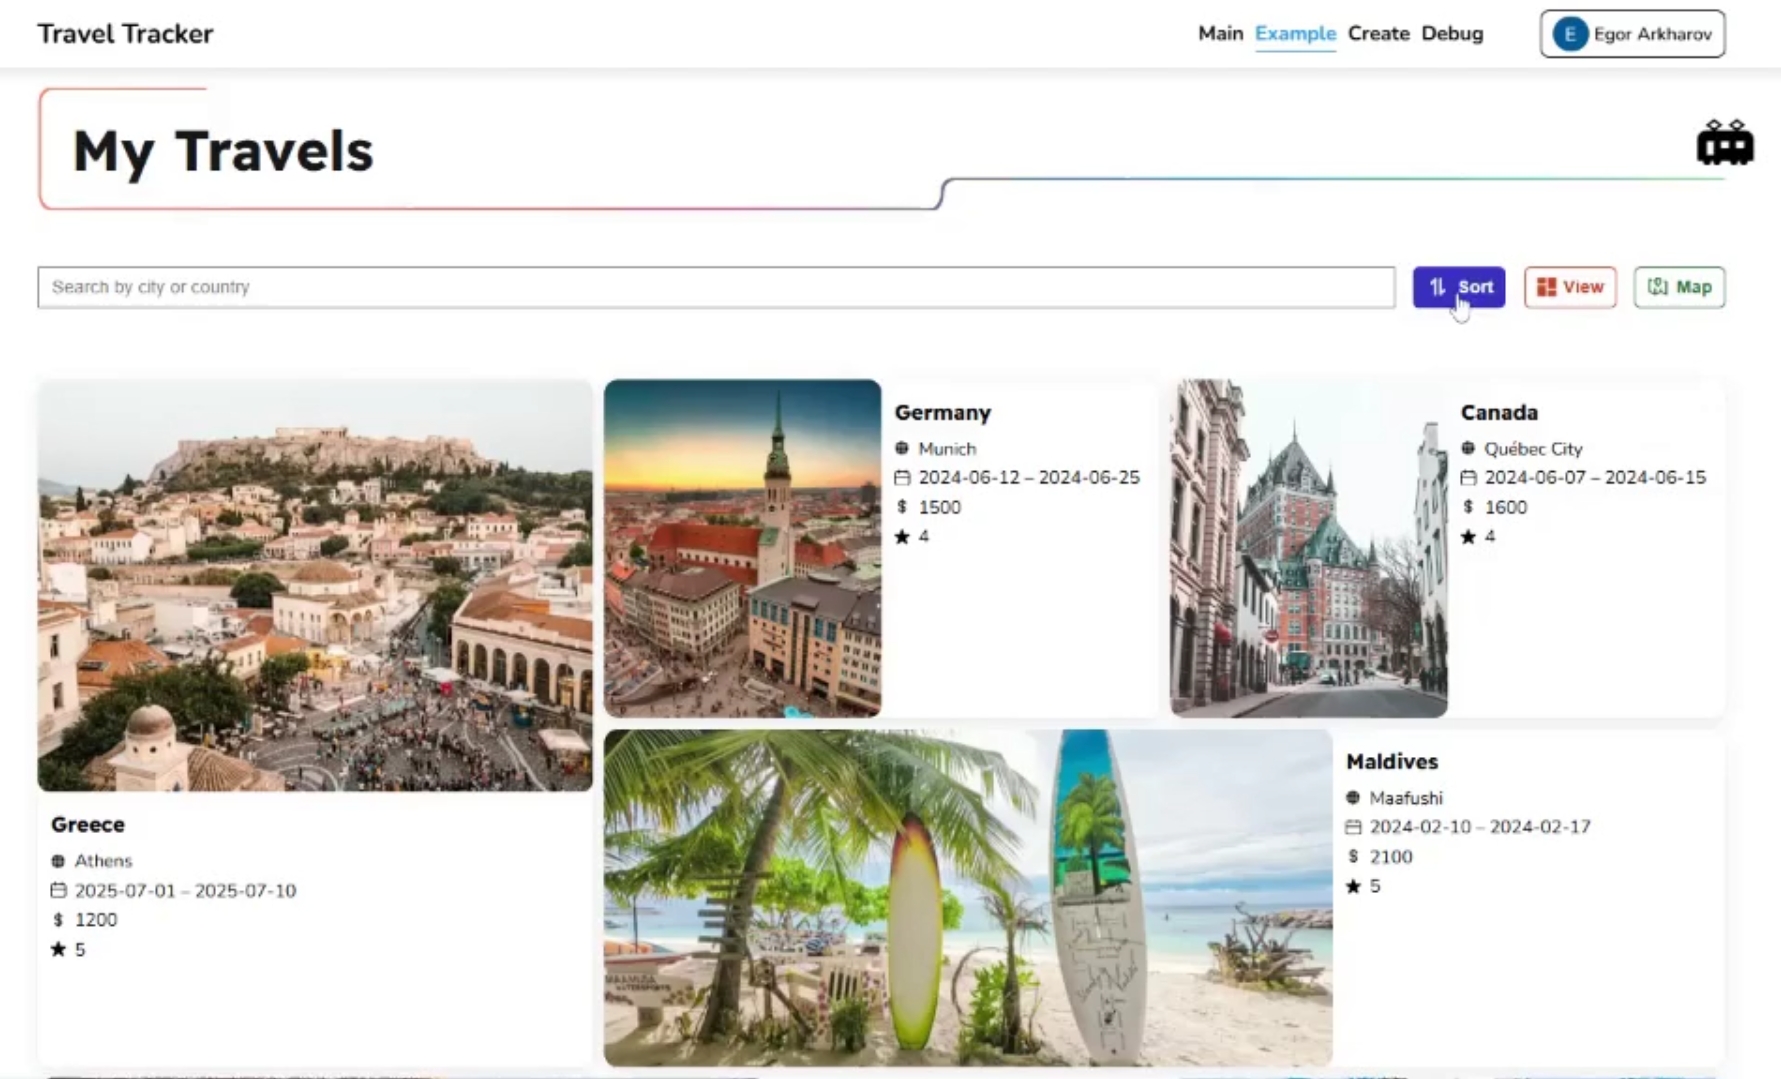 Travel Tracker
Main Example Create Debug
E Egor Arkharov
My Travels
Search by city or country
Sort
View
Map
Greece
Athens
2025-07-01 – 2025-07-10
$ 1200
5
Germany
Munich
2024-06-12 – 2024-06-25
$ 1500
4
Canada
Québec City
2024-06-07 – 2024-06-15
$ 1600
4
Maldives
Maafushi
2024-02-10 – 2024-02-17
$ 2100
5